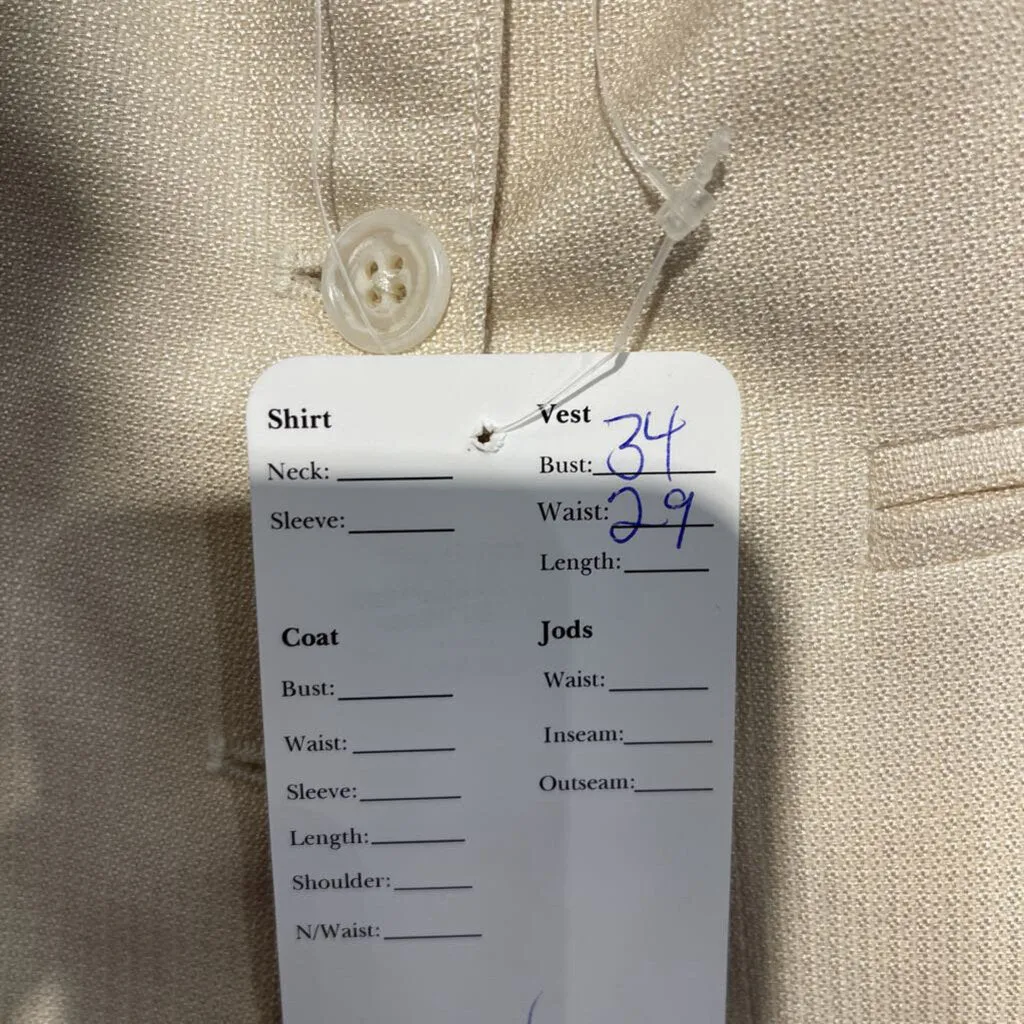 Shirt
Neck:
Sleeve:
Vest
Bust: 34
Waist: 29
Length:
Coat
Bust:
Waist:
Sleeve:
Length:
Shoulder:
N/Waist:
Jods
Waist:
Inseam:
Outseam: